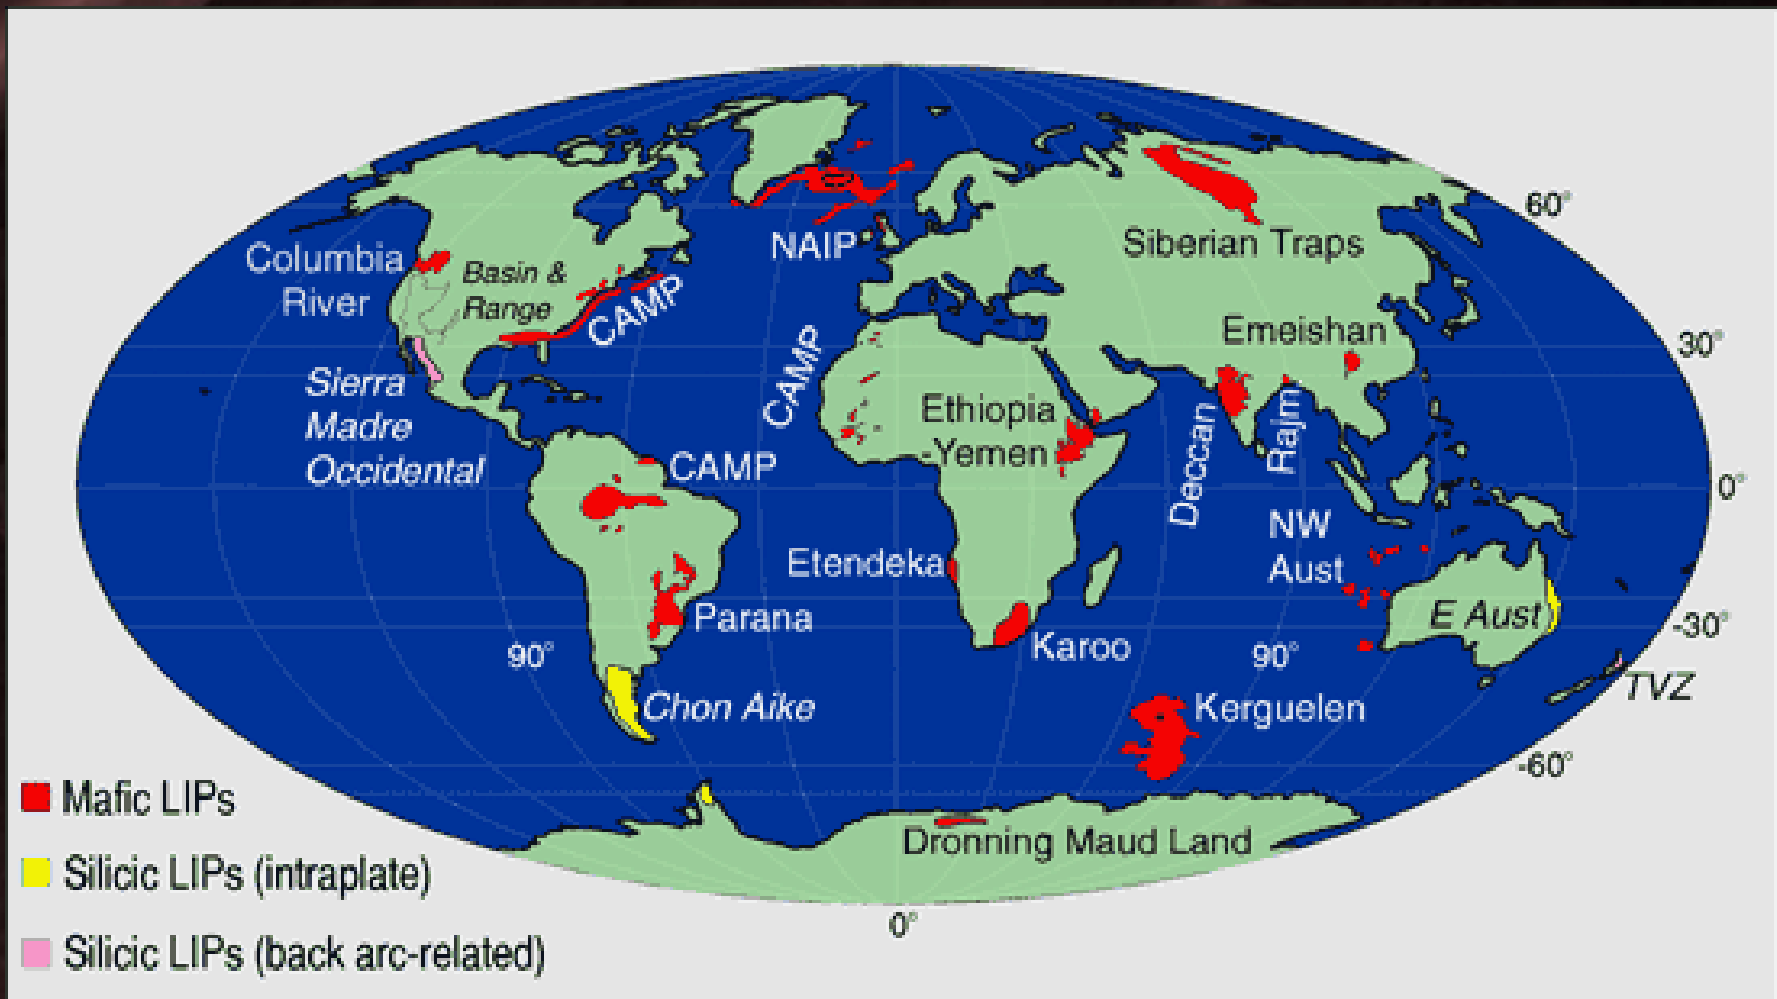 60°
NAIP
Siberian Traps
Columbia
River
Basin &
Range
CAMP
Emeishan
30°
CAMP
Sierra
Madre
Occidental
Ethiopia
-Yemen
Deccan
Rajm
CAMP
0°
NW
Aust
Etendeka
Parana
E Aust
-30°
Karoo
90°
90°
TVZ
Chon Aike
Kerguelen
-60°
Mafic LIPs
Dronning Maud Land
Silicic LIPs (intraplate)
0°
Silicic LIPs (back arc-related)